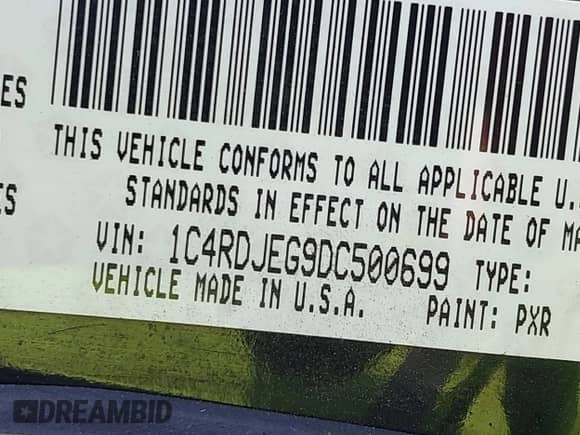 ES
THIS VEHICLE CONFORMS TO ALL APPLICABLE U.
ES
STANDARDS IN EFFECT ON THE DATE OF MA
VIN: 1C4RDJEG9DC500699 TYPE:
VEHICLE MADE IN U.S.A. PAINT: PXR
DREAMBID